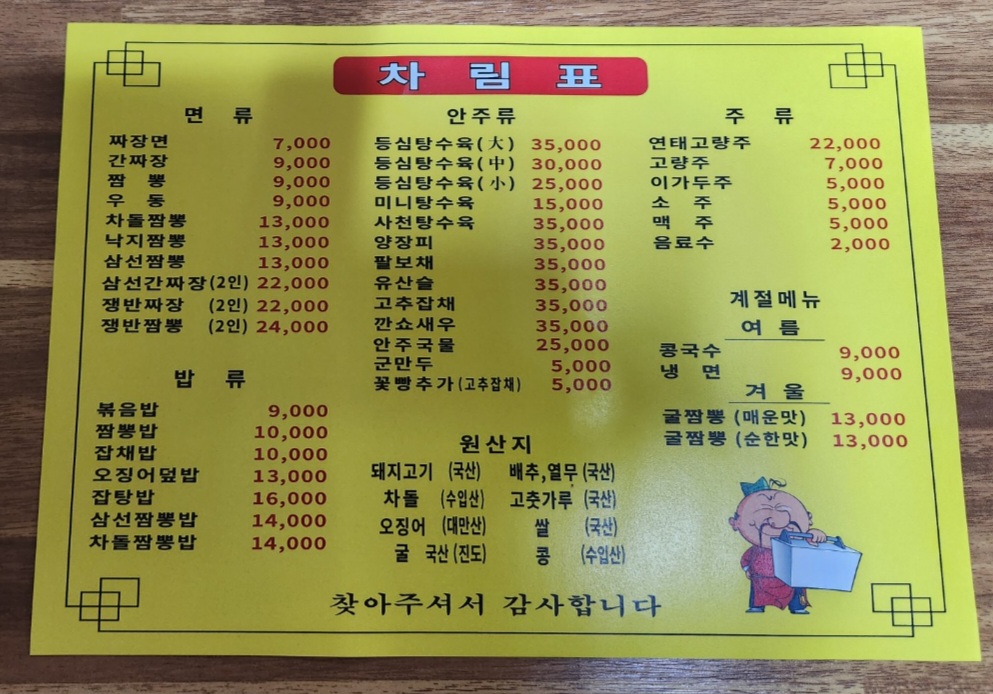 차 림 표
면 류
짜장면 7,000
간짜장 9,000
짬 뽕 9,000
우 동 9,000
차돌짬뽕 13,000
낙지짬뽕 13,000
삼선짬뽕 13,000
삼선간짜장(2인) 22,000
쟁반짜장 (2인) 22,000
쟁반짬뽕 (2인) 24,000
밥 류
볶음밥 9,000
짬뽕밥 10,000
잡채밥 10,000
오징어덮밥 13,000
잡탕밥 16,000
삼선짬뽕밥 14,000
차돌짬뽕밥 14,000
안주류
등심탕수육(大) 35,000
등심탕수육(中) 30,000
등심탕수육(小) 25,000
미니탕수육 15,000
사천탕수육 35,000
양장피 35,000
팔보채 35,000
유산슬 35,000
고추잡채 35,000
깐쇼새우 35,000
안주국물 25,000
군만두 5,000
꽃빵추가(고추잡채) 5,000
원산지
돼지고기 (국산) 배추,열무 (국산)
차돌 (수입산) 고춧가루 (국산)
오징어 (대만산) 쌀 (국산)
굴 국산(진도) 콩 (수입산)
주 류
연태고량주 22,000
고량주 7,000
이가두주 5,000
소 주 5,000
맥 주 5,000
음료수 2,000
계절메뉴
여 름
콩국수 9,000
냉 면 9,000
겨 울
굴짬뽕 (매운맛) 13,000
굴짬뽕 (순한맛) 13,000
찾아주셔서 감사합니다